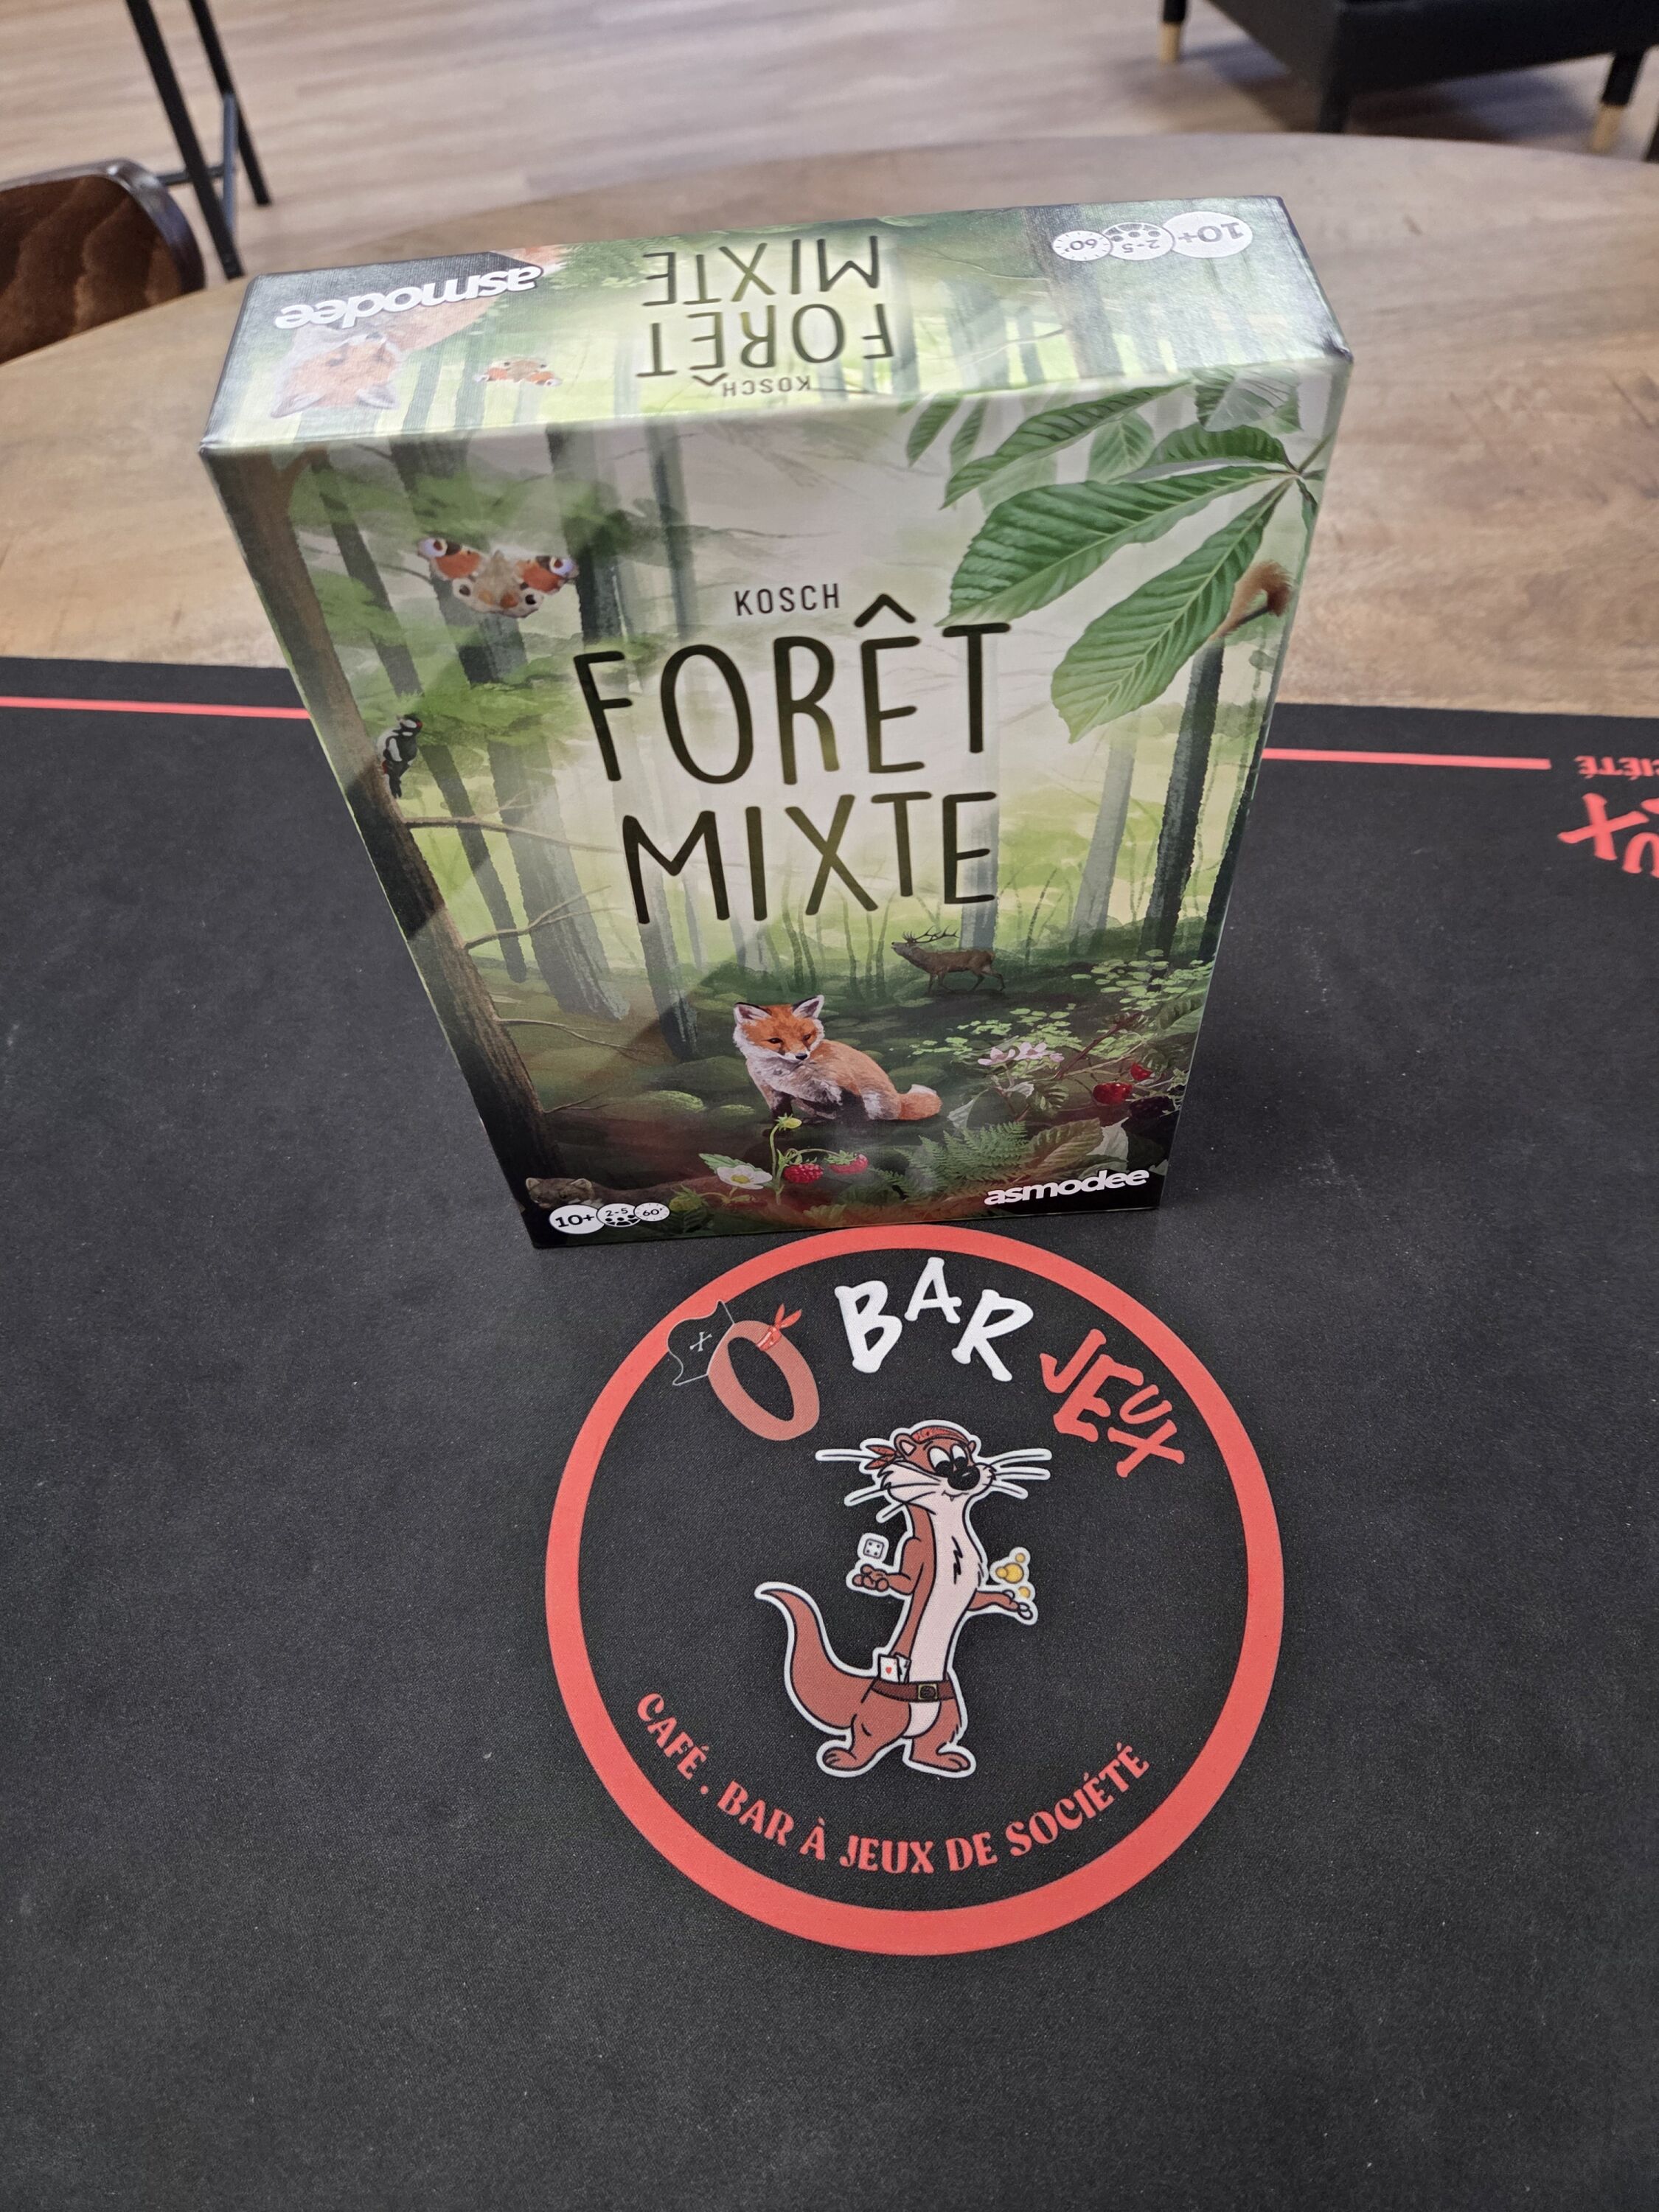 asmodee
KOSCH
FORÊT
MIXTE
10+
2-5
60'
KOSCH
FORÊT
MIXTE
10+
2-5
60'
asmodee
Ô BAR JEUX
CAFÉ . BAR À JEUX DE SOCIÉTÉ